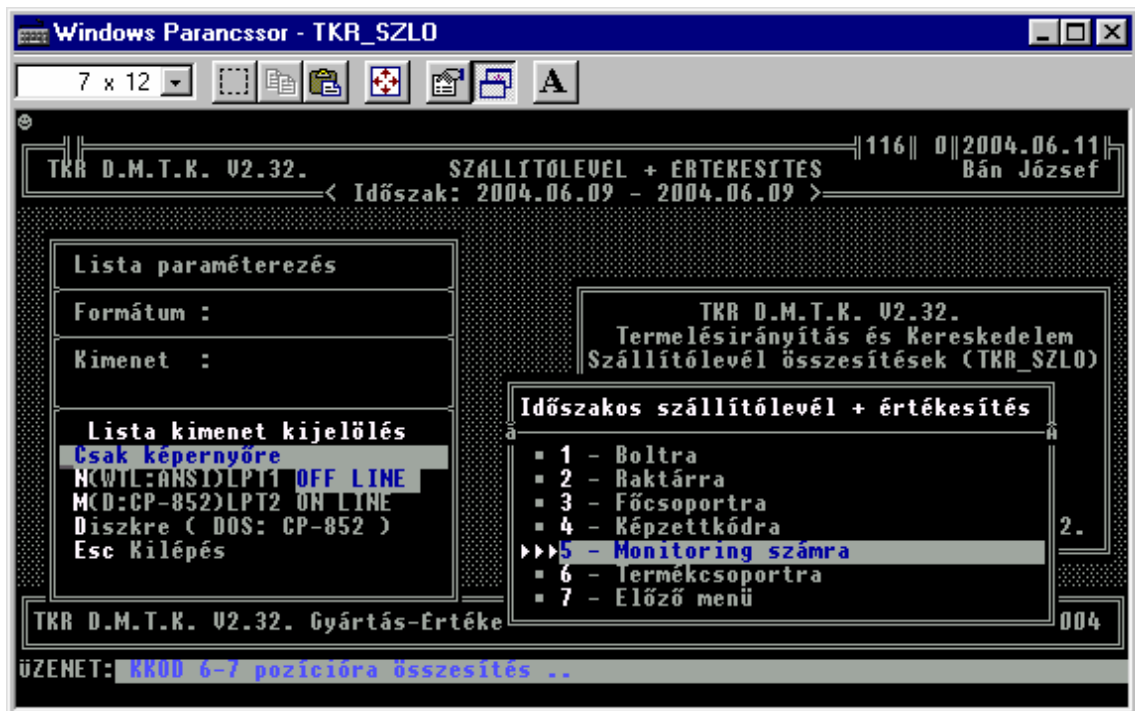 Windows Parancssor - TKR_SZLO
7 x 12
A
116 0 2004.06.11
TKR D.M.T.K. V2.32. SZÁLLÍTÓLEVÉL + ÉRTÉKESÍTÉS Bán József
< Időszak: 2004.06.09 - 2004.06.09 >
Lista paraméterezés
Formátum :
Kimenet :
Lista kimenet kijelölés
Csak képernyőre
N(WTL:ANSI)LPT1 OFF LINE
M(D:CP-852)LPT2 ON LINE
Diszkre ( DOS: CP-852 )
Esc Kilépés
TKR D.M.T.K. V2.32.
Termelésirányítás és Kereskedelem
Szállítólevél összesítések (TKR_SZLO)
Időszakos szállítólevél + értékesítés
1 - Boltra
2 - Raktárra
3 - Főcsoportra
4 - Képzettkódra
5 - Monitoring számra
6 - Termékcsoportra
7 - Előző menü
2.
TKR D.M.T.K. V2.32. Gyártás-Értéke
004
üZENET: KKOD 6-7 pozícióra összesítés ..